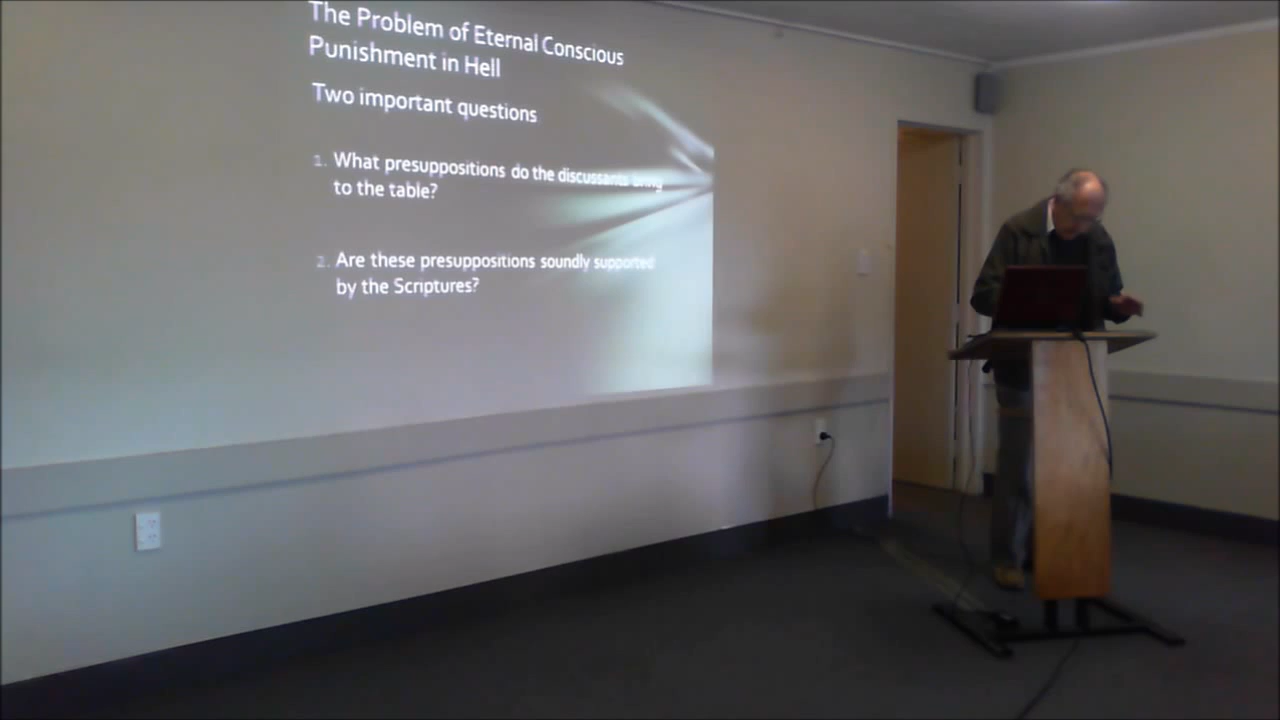 The Problem of Eternal Conscious
Punishment in Hell
Two important questions
1. What presuppositions do the discussants bring
to the table?
2. Are these presuppositions soundly supported
by the Scriptures?